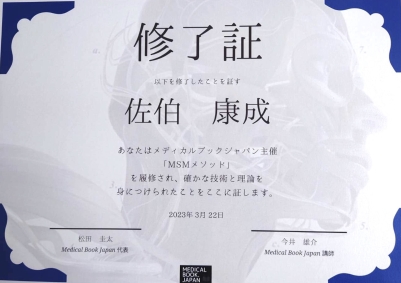 修了証
以下を修了したことを証す
佐伯 康成
あなたはメディカルブックジャパン主催
「MSMメソッド」
を履修され、確かな技術と理論を
身につけられたことをここに証します。
2023年 3月 22日
松田 圭太
Medical Book Japan 代表
今井 雄介
Medical Book Japan 講師
MEDICAL
BOOK
JAPAN